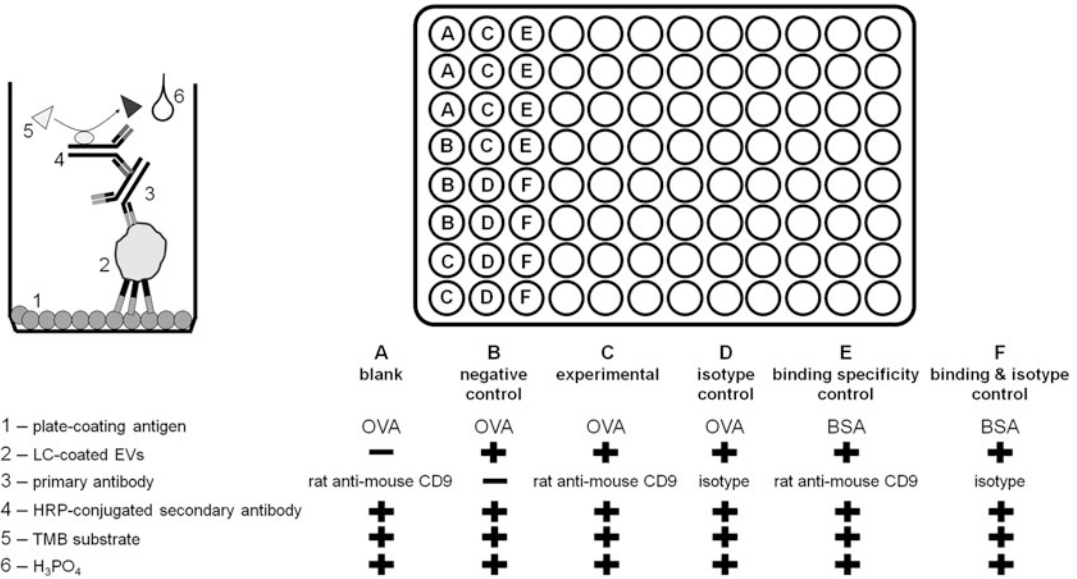 A C E
A C E
A C E
B C E
B D F
B D F
C D F
C D F
6
5
4
3
2
1
A B C D E F
blank negative control experimental isotype control binding specificity control binding & isotype control
1 – plate-coating antigen OVA OVA OVA OVA BSA BSA
2 – LC-coated EVs − + + + + +
3 – primary antibody rat anti-mouse CD9 − rat anti-mouse CD9 isotype rat anti-mouse CD9 isotype
4 – HRP-conjugated secondary antibody + + + + + +
5 – TMB substrate + + + + + +
6 – H₃PO₄ + + + + + +